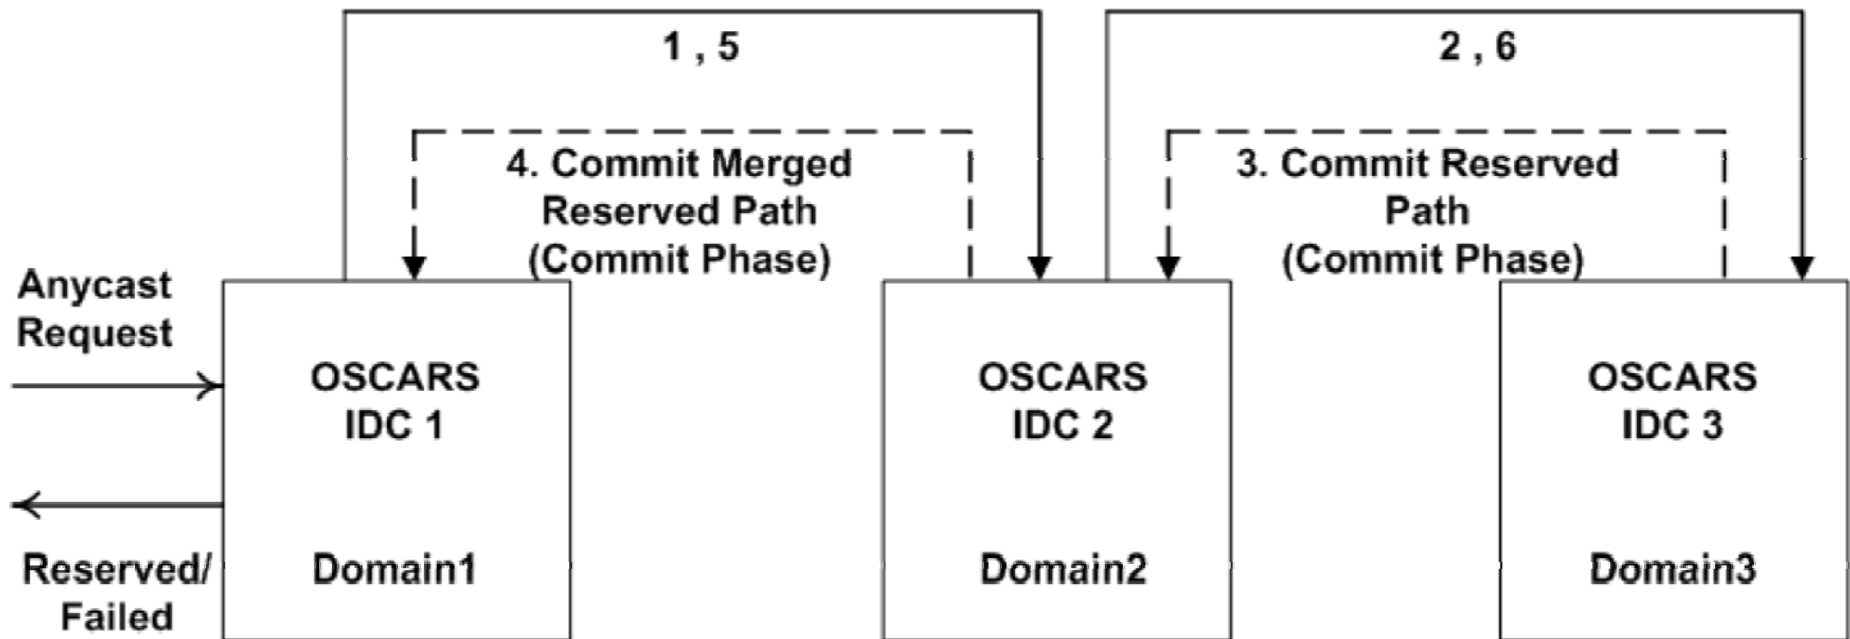 1 , 5
2 , 6
4. Commit Merged
Reserved Path
(Commit Phase)
3. Commit Reserved
Path
(Commit Phase)
Anycast
Request
Reserved/
Failed
OSCARS
IDC 1
Domain1
OSCARS
IDC 2
Domain2
OSCARS
IDC 3
Domain3